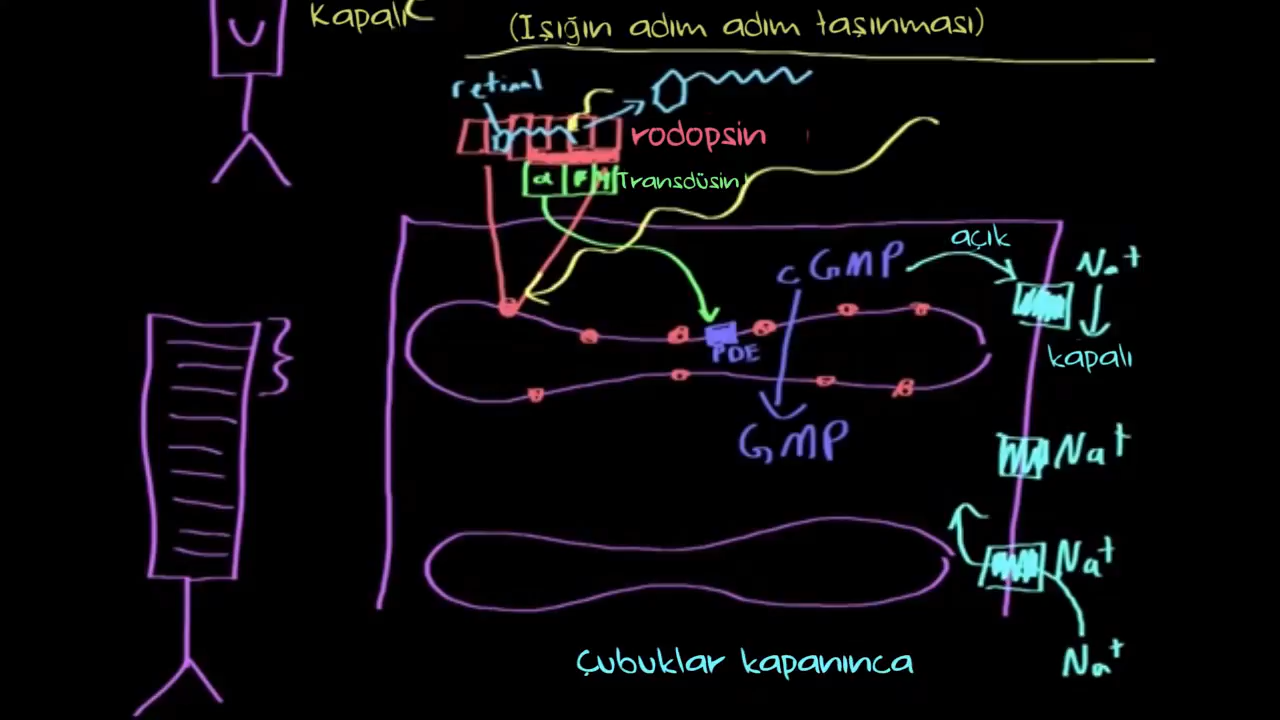 Kapalı
(Işığın adım adım taşınması)
retinal
rodopsin
α β γ Transdüsin
açık
cGMP
Na+
PDE
kapalı
GMP
Na+
Na+
çubuklar kapanınca
Na+